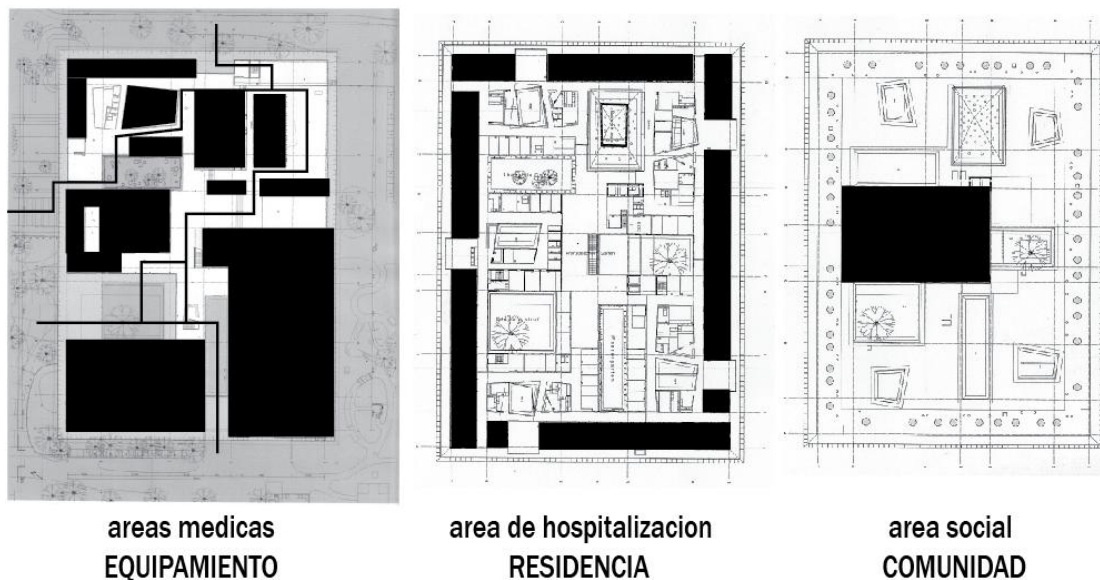 areas medicas
EQUIPAMIENTO
area de hospitalizacion
RESIDENCIA
area social
COMUNIDAD